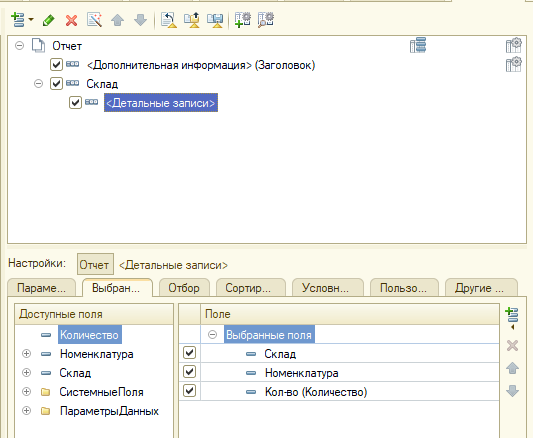 Отчет
<Дополнительная информация> (Заголовок)
Склад
<Детальные записи>
Настройки: Отчет <Детальные записи>
Параме... Выбран... Отбор Сортир... Условн... Пользо... Другие ...
Доступные поля Поле
Количество Выбранные поля
Номенклатура Склад
Склад Номенклатура
СистемныеПоля Кол-во (Количество)
ПараметрыДанных